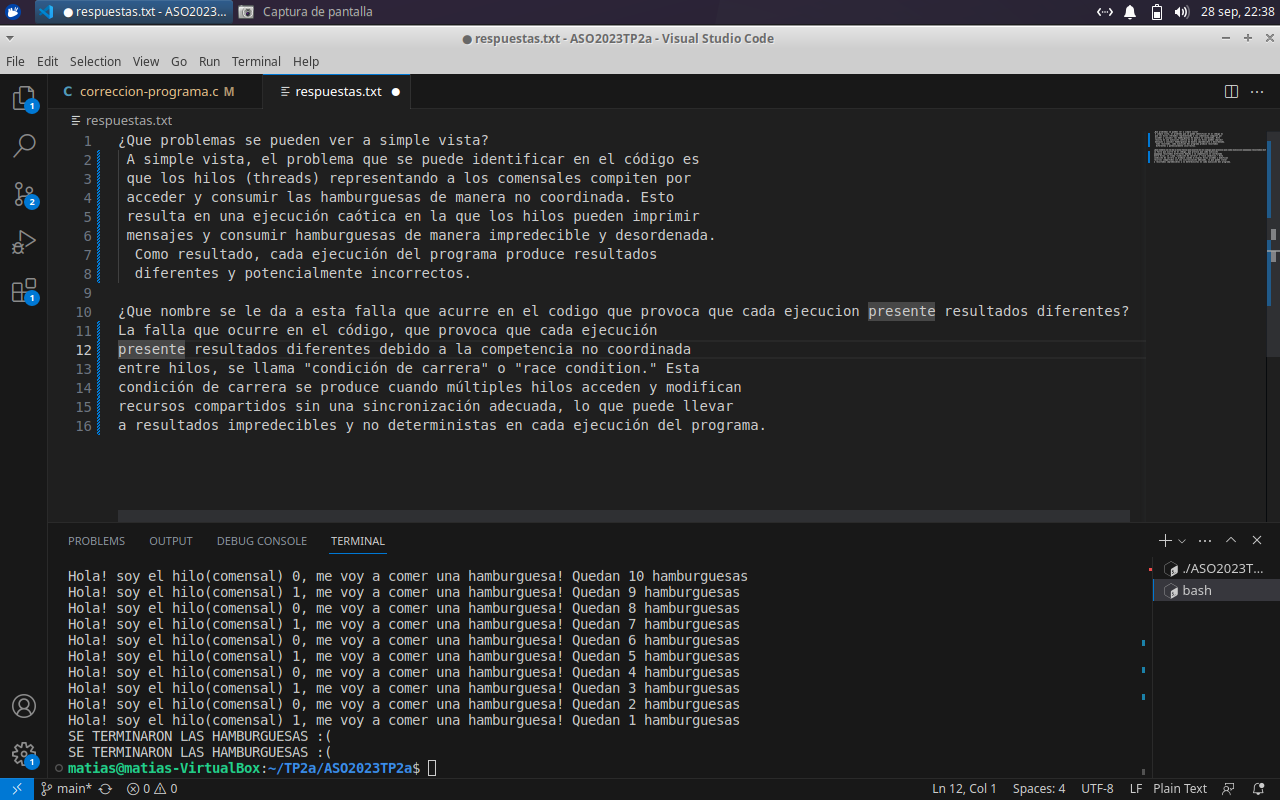 respuestas.txt - ASO2023... Captura de pantalla 28 sep, 22:38
respuestas.txt - ASO2023TP2a - Visual Studio Code
File Edit Selection View Go Run Terminal Help
C correccion-programa.c M respuestas.txt
respuestas.txt
1 ¿Que problemas se pueden ver a simple vista?
2 A simple vista, el problema que se puede identificar en el código es
3 que los hilos (threads) representando a los comensales compiten por
4 acceder y consumir las hamburguesas de manera no coordinada. Esto
5 resulta en una ejecución caótica en la que los hilos pueden imprimir
6 mensajes y consumir hamburguesas de manera impredecible y desordenada.
7 Como resultado, cada ejecución del programa produce resultados
8 diferentes y potencialmente incorrectos.
9
10 ¿Que nombre se le da a esta falla que acurre en el codigo que provoca que cada ejecucion presente resultados diferentes?
11 La falla que ocurre en el código, que provoca que cada ejecución
12 presente resultados diferentes debido a la competencia no coordinada
13 entre hilos, se llama "condición de carrera" o "race condition." Esta
14 condición de carrera se produce cuando múltiples hilos acceden y modifican
15 recursos compartidos sin una sincronización adecuada, lo que puede llevar
16 a resultados impredecibles y no deterministas en cada ejecución del programa.
1
2
1
1
PROBLEMS OUTPUT DEBUG CONSOLE TERMINAL
Hola! soy el hilo(comensal) 0, me voy a comer una hamburguesa! Quedan 10 hamburguesas
Hola! soy el hilo(comensal) 1, me voy a comer una hamburguesa! Quedan 9 hamburguesas
Hola! soy el hilo(comensal) 0, me voy a comer una hamburguesa! Quedan 8 hamburguesas
Hola! soy el hilo(comensal) 1, me voy a comer una hamburguesa! Quedan 7 hamburguesas
Hola! soy el hilo(comensal) 0, me voy a comer una hamburguesa! Quedan 6 hamburguesas
Hola! soy el hilo(comensal) 1, me voy a comer una hamburguesa! Quedan 5 hamburguesas
Hola! soy el hilo(comensal) 0, me voy a comer una hamburguesa! Quedan 4 hamburguesas
Hola! soy el hilo(comensal) 1, me voy a comer una hamburguesa! Quedan 3 hamburguesas
Hola! soy el hilo(comensal) 0, me voy a comer una hamburguesa! Quedan 2 hamburguesas
Hola! soy el hilo(comensal) 1, me voy a comer una hamburguesa! Quedan 1 hamburguesas
SE TERMINARON LAS HAMBURGUESAS :(
SE TERMINARON LAS HAMBURGUESAS :(
matias@matias-VirtualBox:~/TP2a/ASO2023TP2a$
./ASO2023T...
bash
main* 0 0 Ln 12, Col 1 Spaces: 4 UTF-8 LF Plain Text